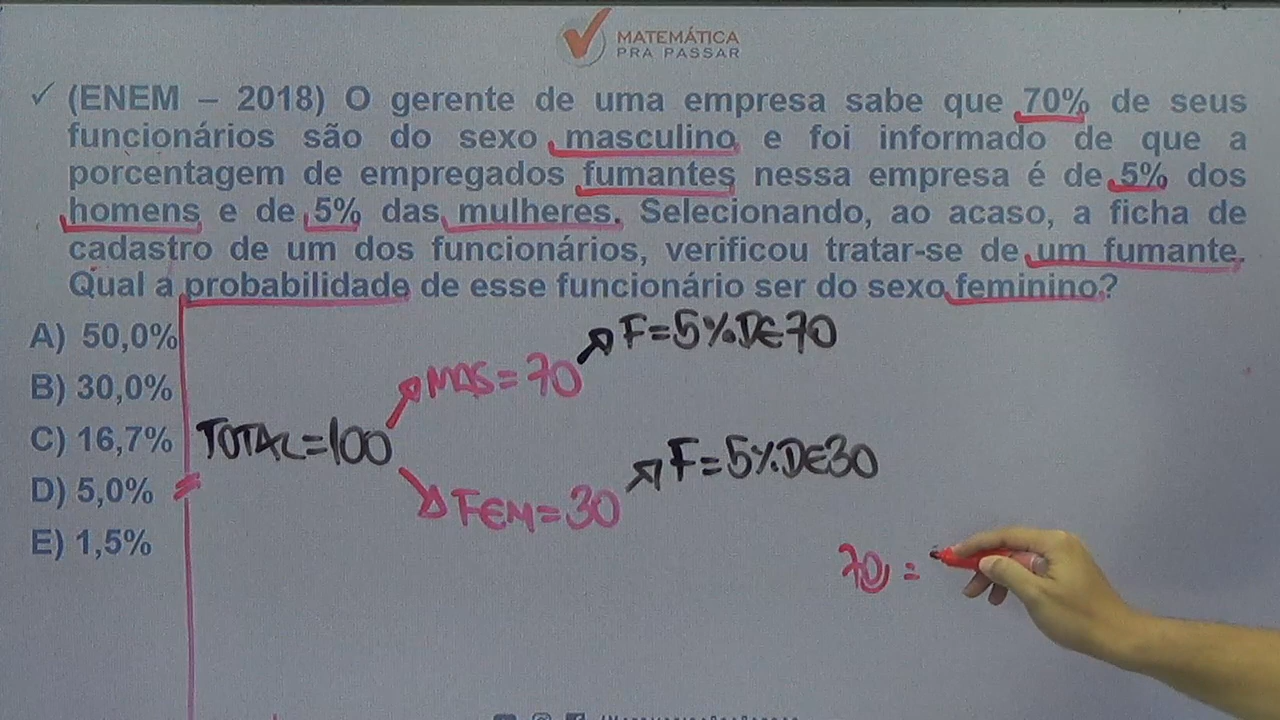 MATEMÁTICA
PRA PASSAR
✓ (ENEM – 2018) O gerente de uma empresa sabe que 70% de seus
funcionários são do sexo masculino e foi informado de que a
porcentagem de empregados fumantes nessa empresa é de 5% dos
homens e de 5% das mulheres. Selecionando, ao acaso, a ficha de
cadastro de um dos funcionários, verificou tratar-se de um fumante.
Qual a probabilidade de esse funcionário ser do sexo feminino?
A) 50,0%
B) 30,0%
C) 16,7%
D) 5,0%
E) 1,5%
F=5%DE70
MAS=70
TOTAL=100
F=5%DE30
FEM=30
70=